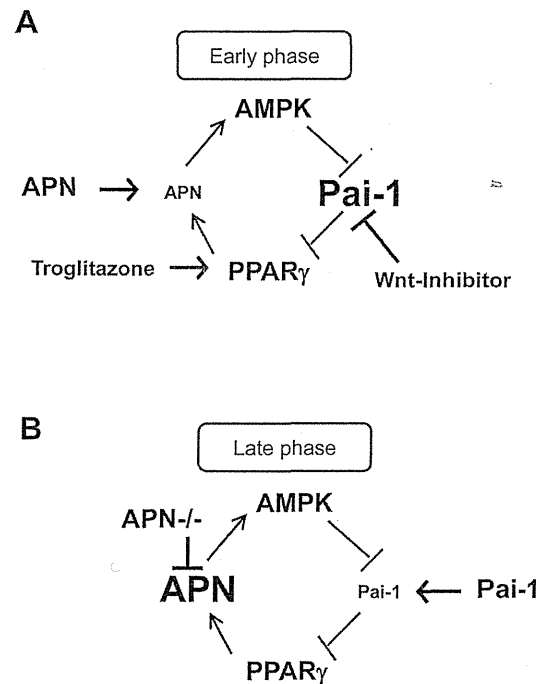 A
Early phase
AMPK
APN
APN
Pai-1
Troglitazone
PPARγ
Wnt-Inhibitor
B
Late phase
APN-/-
AMPK
APN
Pai-1
Pai-1
PPARγ